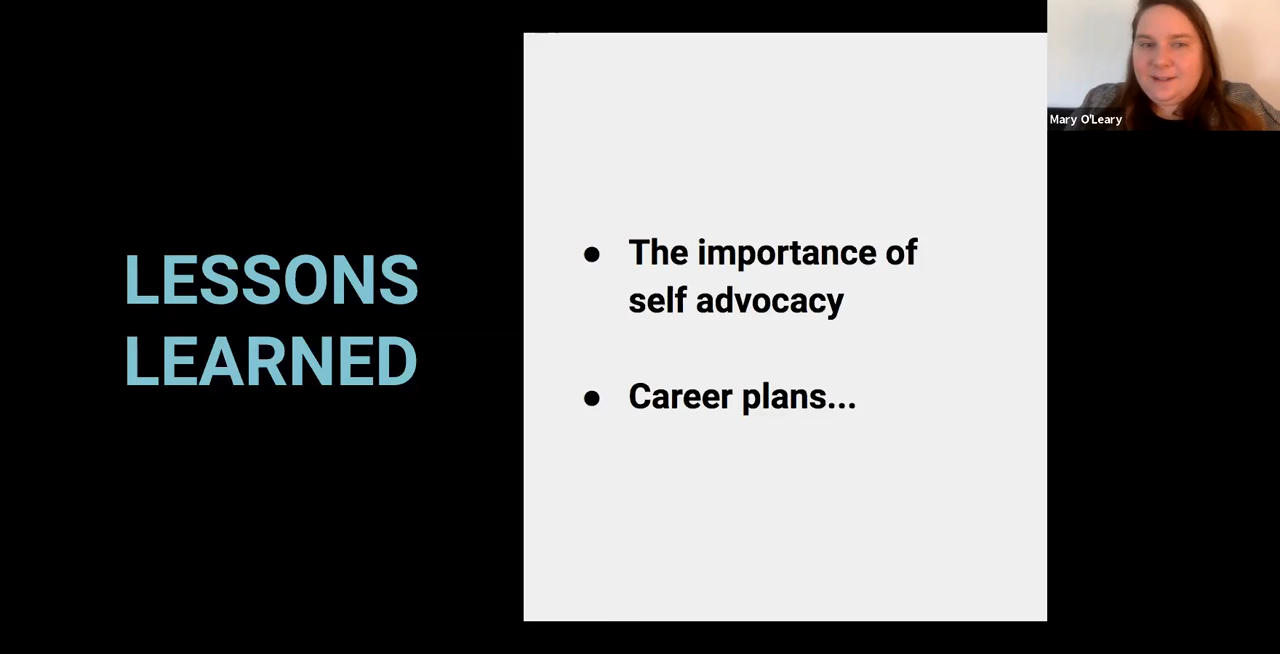 LESSONS
LEARNED
● The importance of
self advocacy
● Career plans...
Mary O'Leary